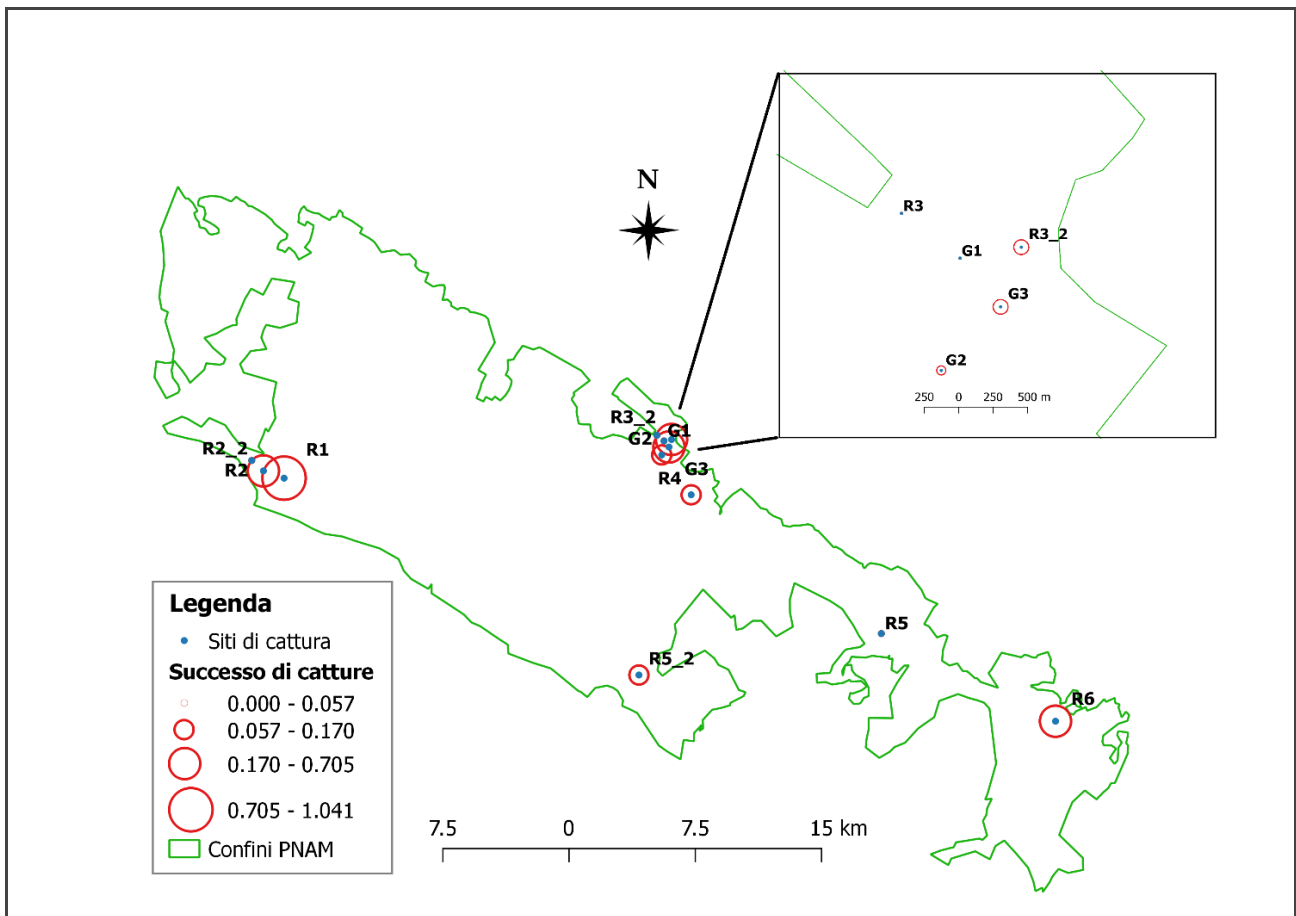 N
R3
R3_2
G1
G3
G2
250 0 250 500 m
R3_2
G2 G1
R2_2
R2
R1
R4 G3
R5
R5_2
R6
Legenda
Siti di cattura
Successo di catture
0.000 - 0.057
0.057 - 0.170
0.170 - 0.705
0.705 - 1.041
Confini PNAM
7.5 0 7.5 15 km